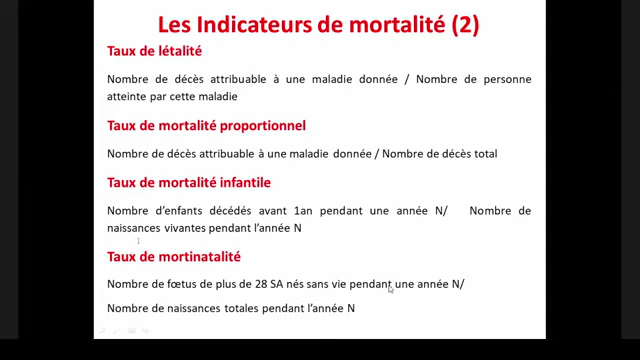 Les Indicateurs de mortalité (2)
Taux de létalité
Nombre de décès attribuable à une maladie donnée / Nombre de personne
atteinte par cette maladie
Taux de mortalité proportionnel
Nombre de décès attribuable à une maladie donnée / Nombre de décès total
Taux de mortalité infantile
Nombre d'enfants décédés avant 1an pendant une année N/ Nombre de
naissances vivantes pendant l'année N
Taux de mortinatalité
Nombre de fœtus de plus de 28 SA nés sans vie pendant une année N/
Nombre de naissances totales pendant l'année N